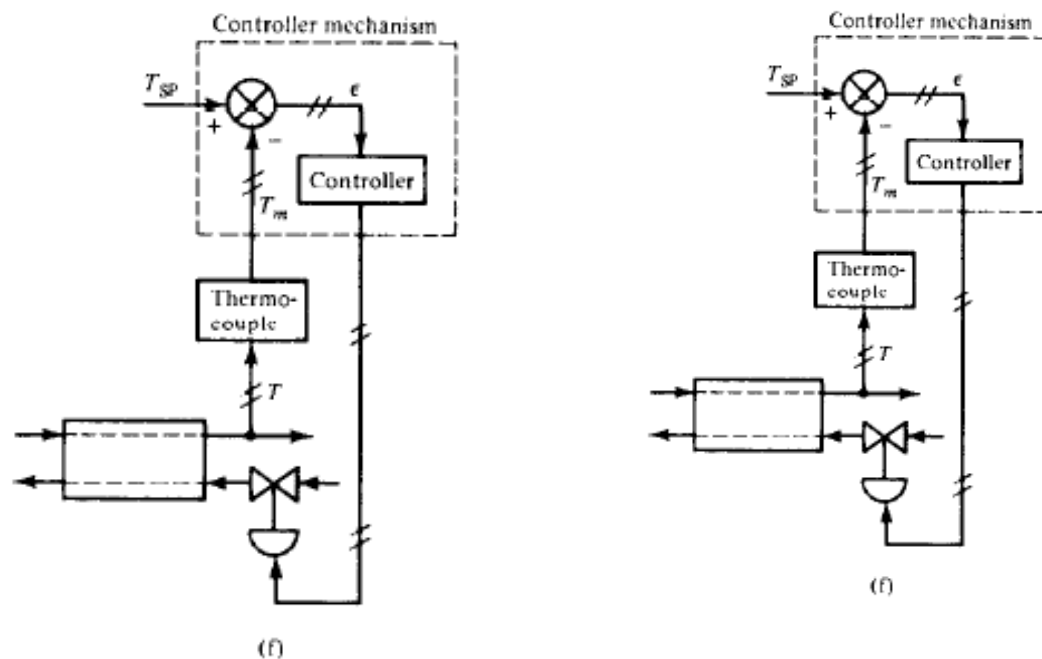 Controller mechanism
T_SP
+
−
ϵ
Controller
T_m
Thermo-
couple
T
(f)
Controller mechanism
T_SP
+
−
ϵ
Controller
T_m
Thermo-
couple
T
(f)